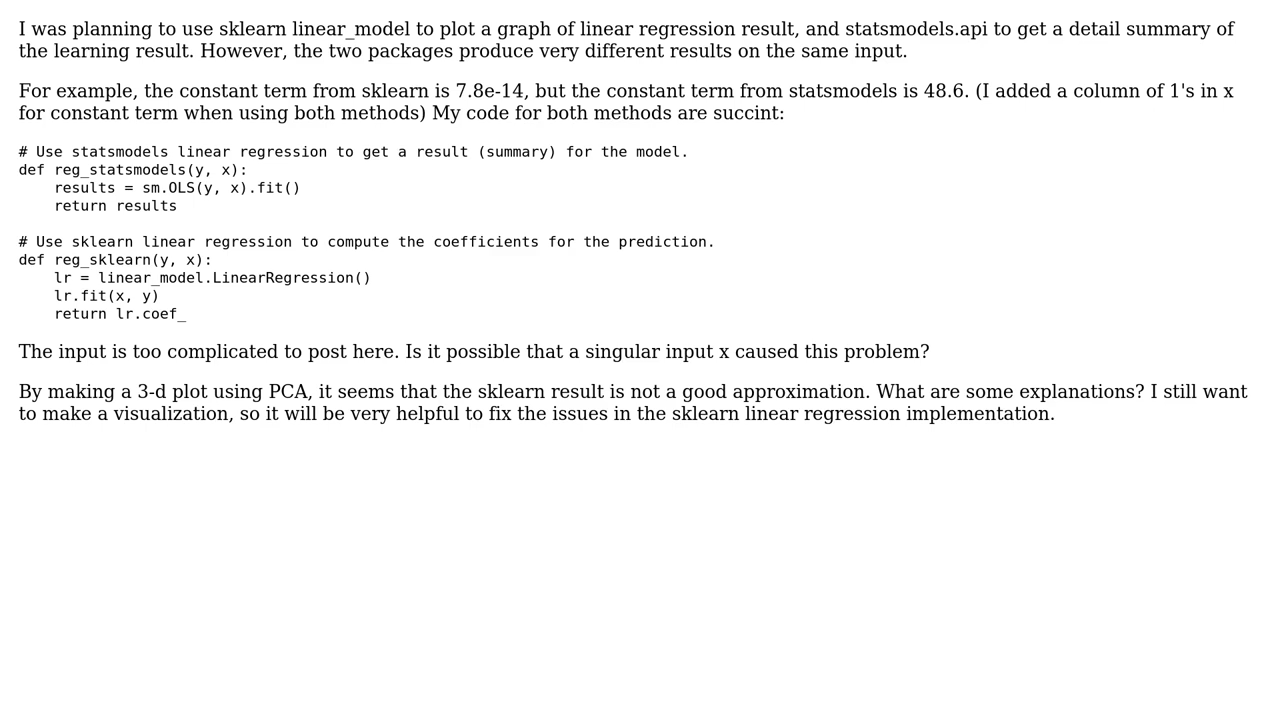 I was planning to use sklearn linear_model to plot a graph of linear regression result, and statsmodels.api to get a detail summary of
the learning result. However, the two packages produce very different results on the same input.
For example, the constant term from sklearn is 7.8e-14, but the constant term from statsmodels is 48.6. (I added a column of 1's in x
for constant term when using both methods) My code for both methods are succint:
# Use statsmodels linear regression to get a result (summary) for the model.
def reg_statsmodels(y, x):
    results = sm.OLS(y, x).fit()
    return results
# Use sklearn linear regression to compute the coefficients for the prediction.
def reg_sklearn(y, x):
    lr = linear_model.LinearRegression()
    lr.fit(x, y)
    return lr.coef_
The input is too complicated to post here. Is it possible that a singular input x caused this problem?
By making a 3-d plot using PCA, it seems that the sklearn result is not a good approximation. What are some explanations? I still want
to make a visualization, so it will be very helpful to fix the issues in the sklearn linear regression implementation.